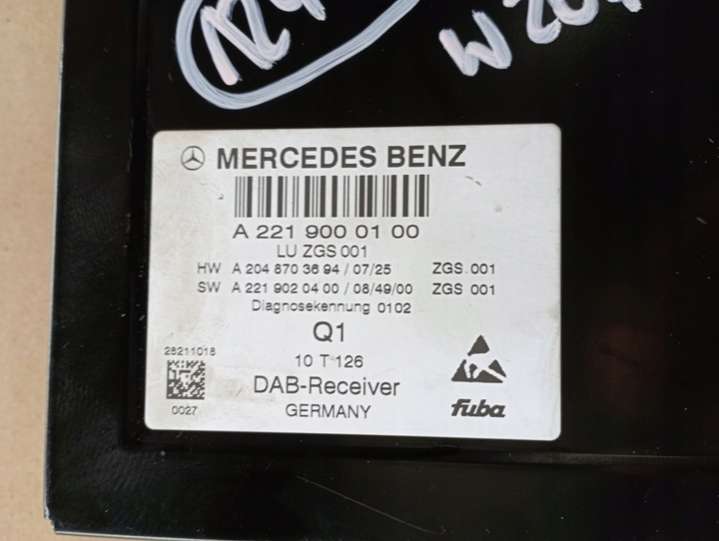 W 204
MERCEDES BENZ
A 221 900 01 00
LU ZGS 001
HW A 204 870 36 94 / 07/25 ZGS 001
SW A 221 902 04 00 / 08/49/00 ZGS 001
Diagnosekennung 0102
Q1
28211018
10 T 126
DAB-Receiver
0027
GERMANY
fuba